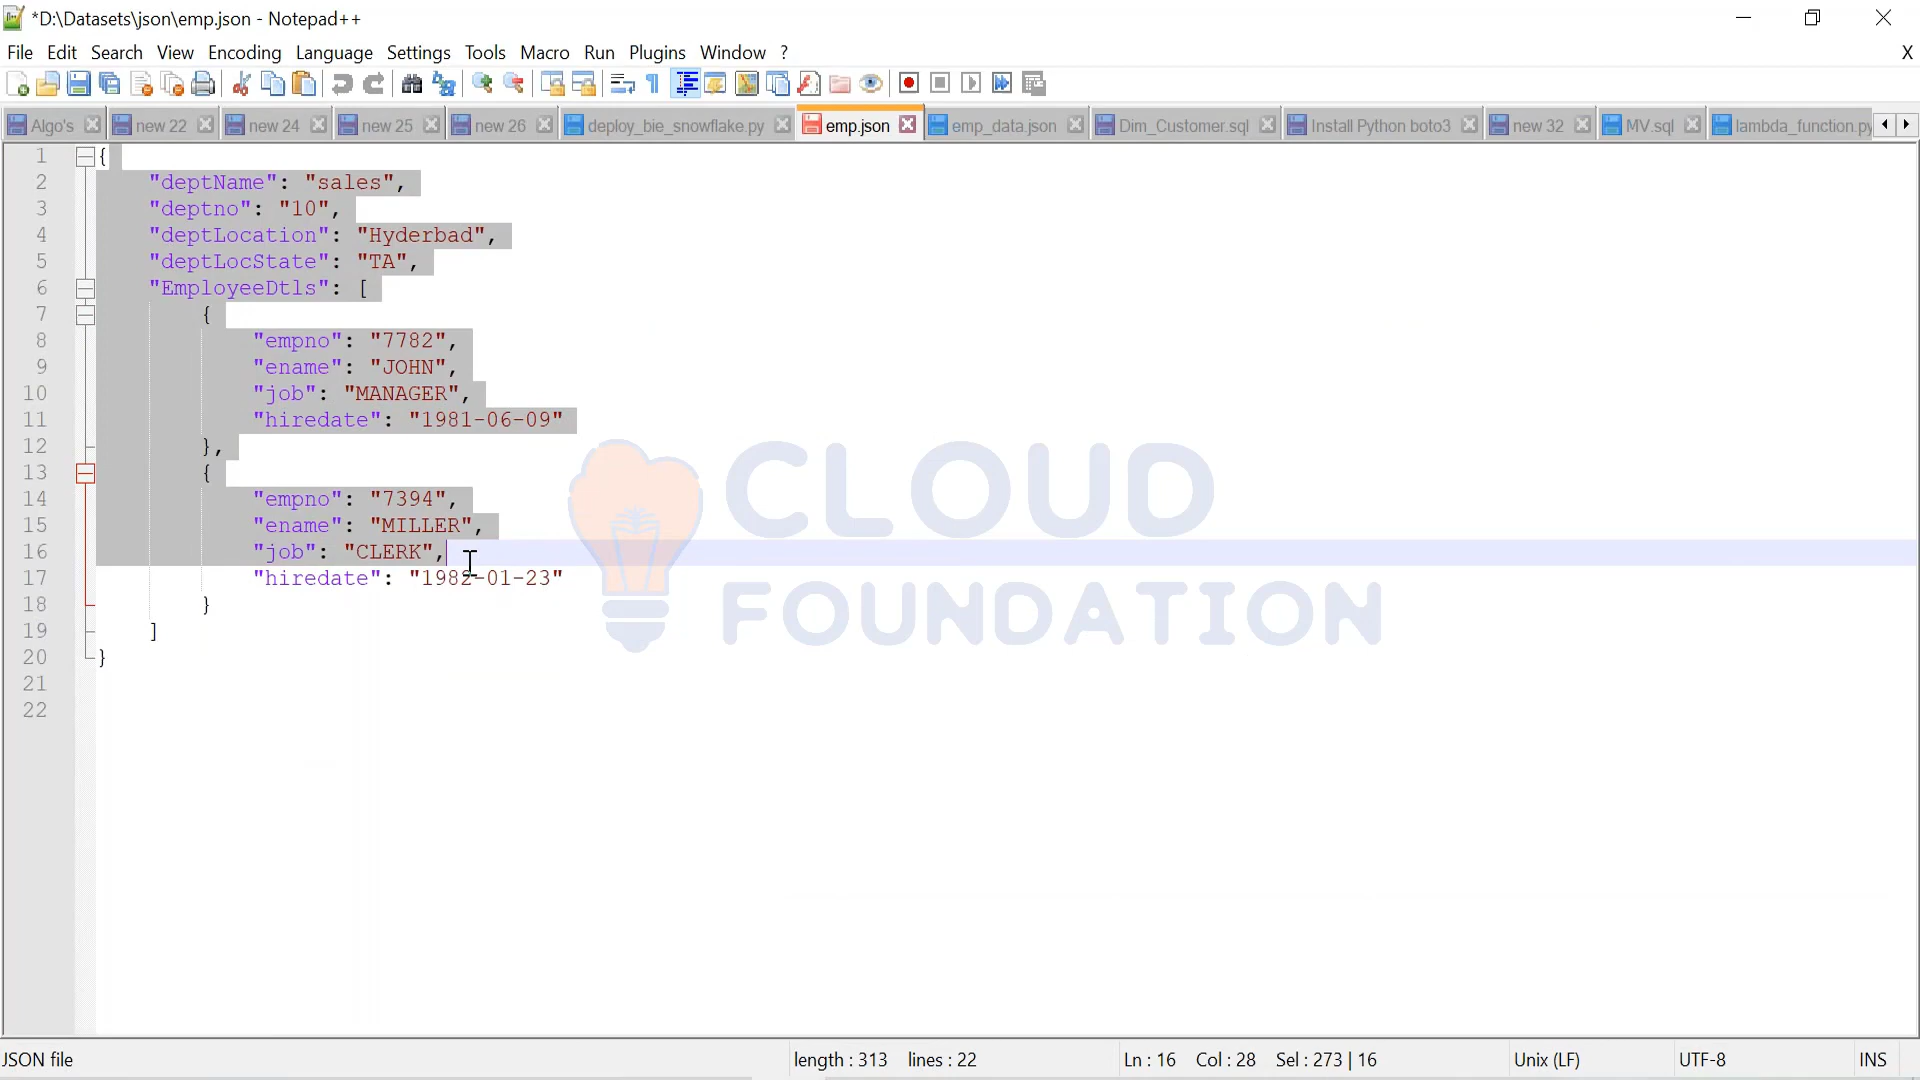 *D:\Datasets\json\emp.json - Notepad++
File Edit Search View Encoding Language Settings Tools Macro Run Plugins Window ?
X
Algo's new 22 new 24 new 25 new 26 deploy_bie_snowflake.py emp.json emp_data.json Dim_Customer.sql Install Python boto3 new 32 MV.sql lambda_function.py
1 {
2 "deptName": "sales",
3 "deptno": "10",
4 "deptLocation": "Hyderbad",
5 "deptLocState": "TA",
6 "EmployeeDtls": [
7 {
8 "empno": "7782",
9 "ename": "JOHN",
10 "job": "MANAGER",
11 "hiredate": "1981-06-09"
12 },
13 {
14 "empno": "7394",
15 "ename": "MILLER",
16 "job": "CLERK",
17 "hiredate": "1982-01-23"
18 }
19 ]
20 }
21
22
CLOUD
FOUNDATION
JSON file length : 313 lines : 22 Ln : 16 Col : 28 Sel : 273 | 16 Unix (LF) UTF-8 INS